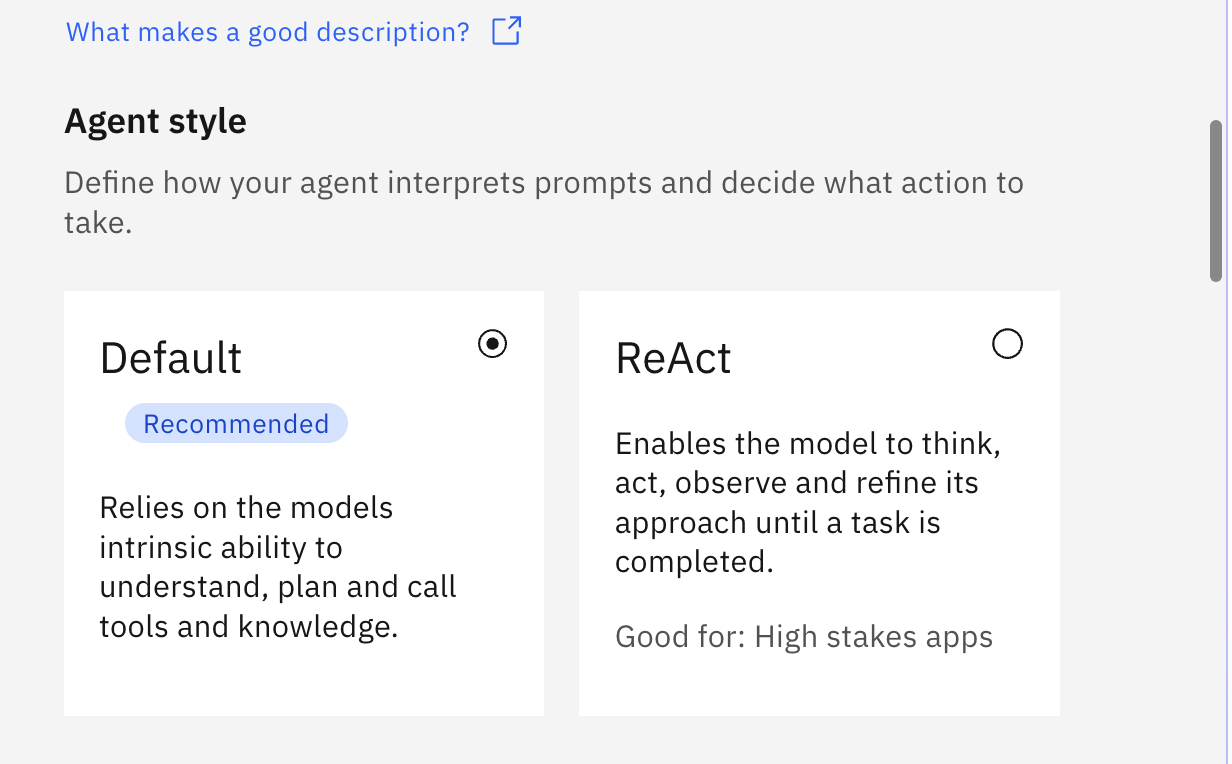 What makes a good description?
Agent style
Define how your agent interprets prompts and decide what action to
take.
Default
Recommended
Relies on the models
intrinsic ability to
understand, plan and call
tools and knowledge.
ReAct
Enables the model to think,
act, observe and refine its
approach until a task is
completed.
Good for: High stakes apps